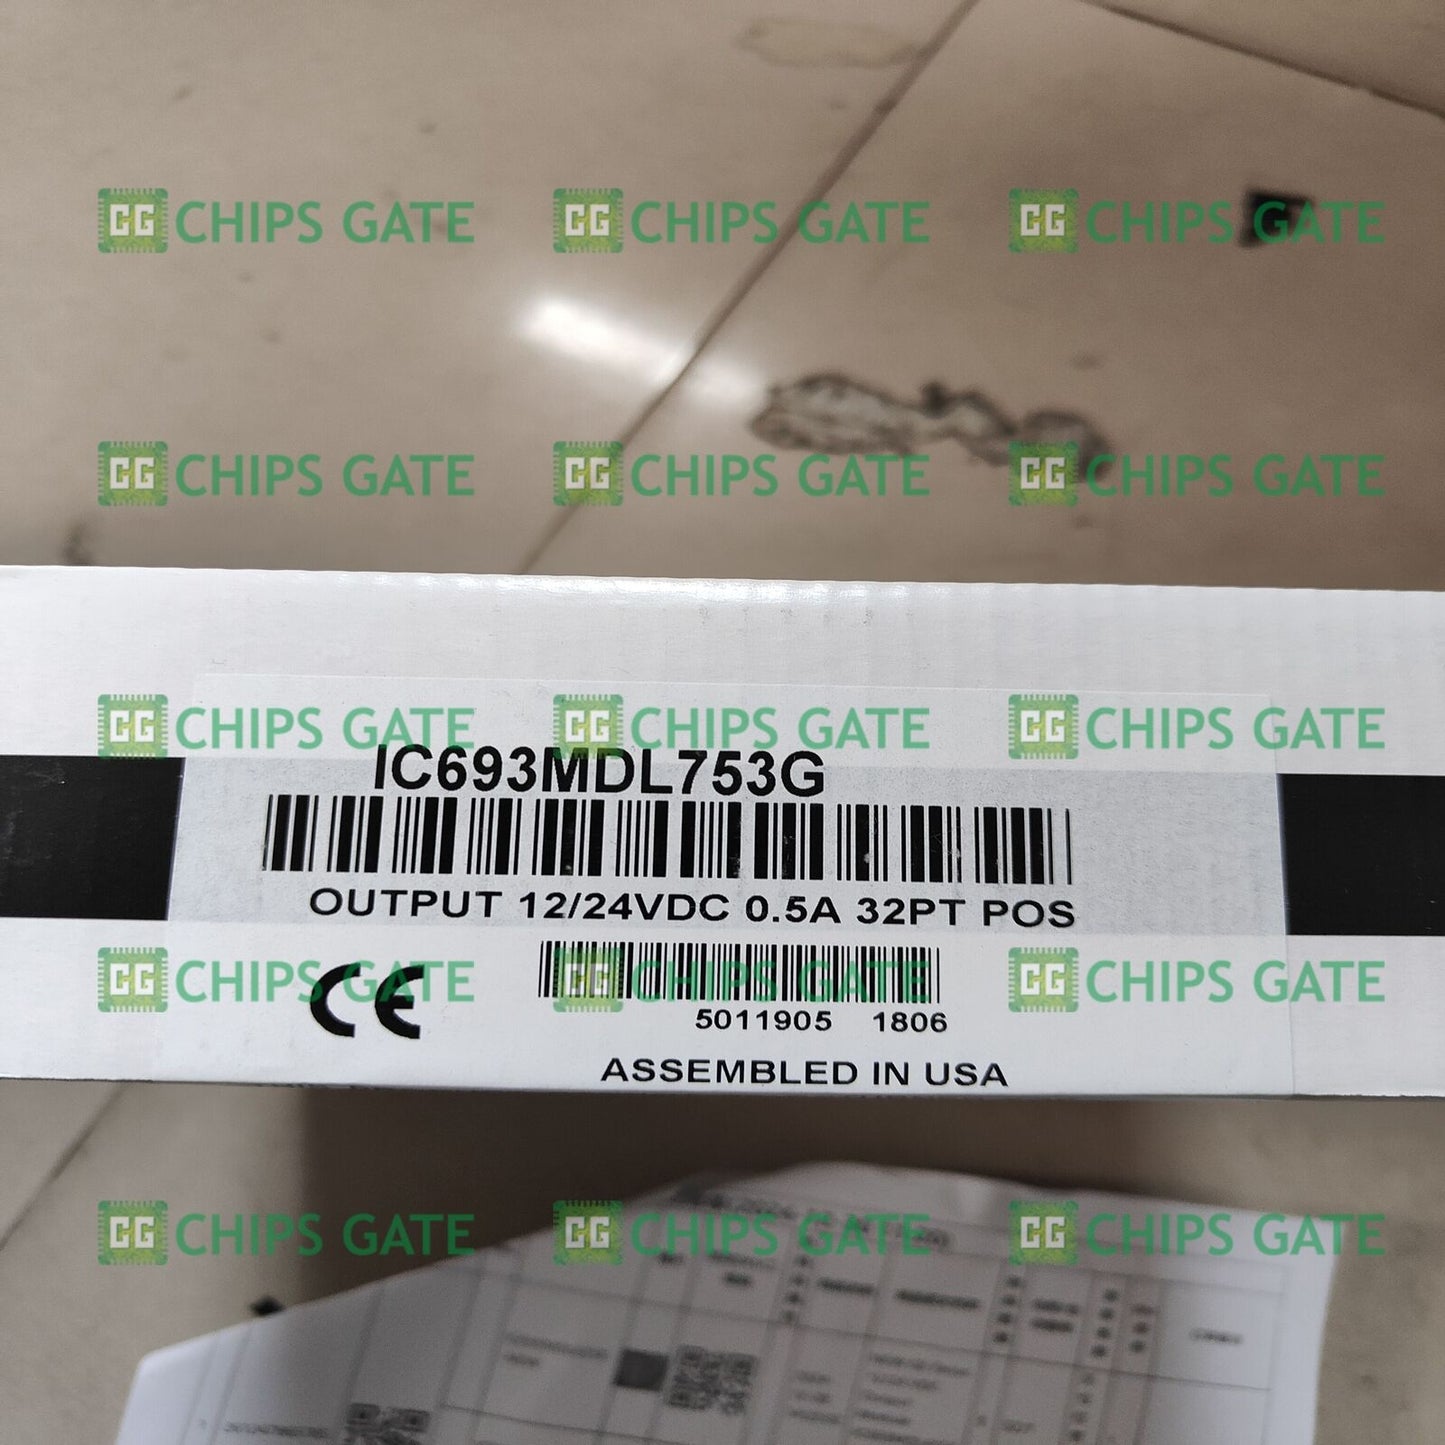 CG CHIPS GATE CG CHIPS GATE CG CHIPS GATE
CG CHIPS GATE CG CHIPS GATE CG CHIPS GATE
CG CHIPS GATE CG CHIPS GATE CG CHIPS GATE
IC693MDL753G
OUTPUT 12/24VDC 0.5A 32PT POS
CG CHIPS GATE CG CHIPS GATE CG CHIPS GATE
CE
5011905 1806
ASSEMBLED IN USA
CG CHIPS GATE CG CHIPS GATE CG CHIPS GATE